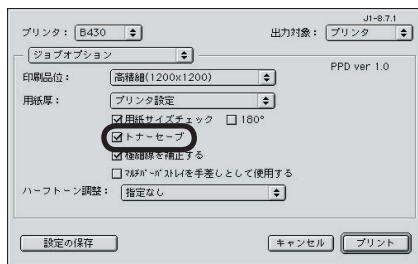 J1-8.7.1
プリンタ： B430 出力対象： プリンタ
ジョブオプション
PPD ver 1.0
印刷品位： 高精細(1200x1200)
用紙厚： プリンタ設定
用紙サイズチェック 180°
トナーセーブ
極細線を補正する
マルチパーパストレイを手差しとして使用する
ハーフトーン調整： 指定なし
設定の保存 キャンセル プリント